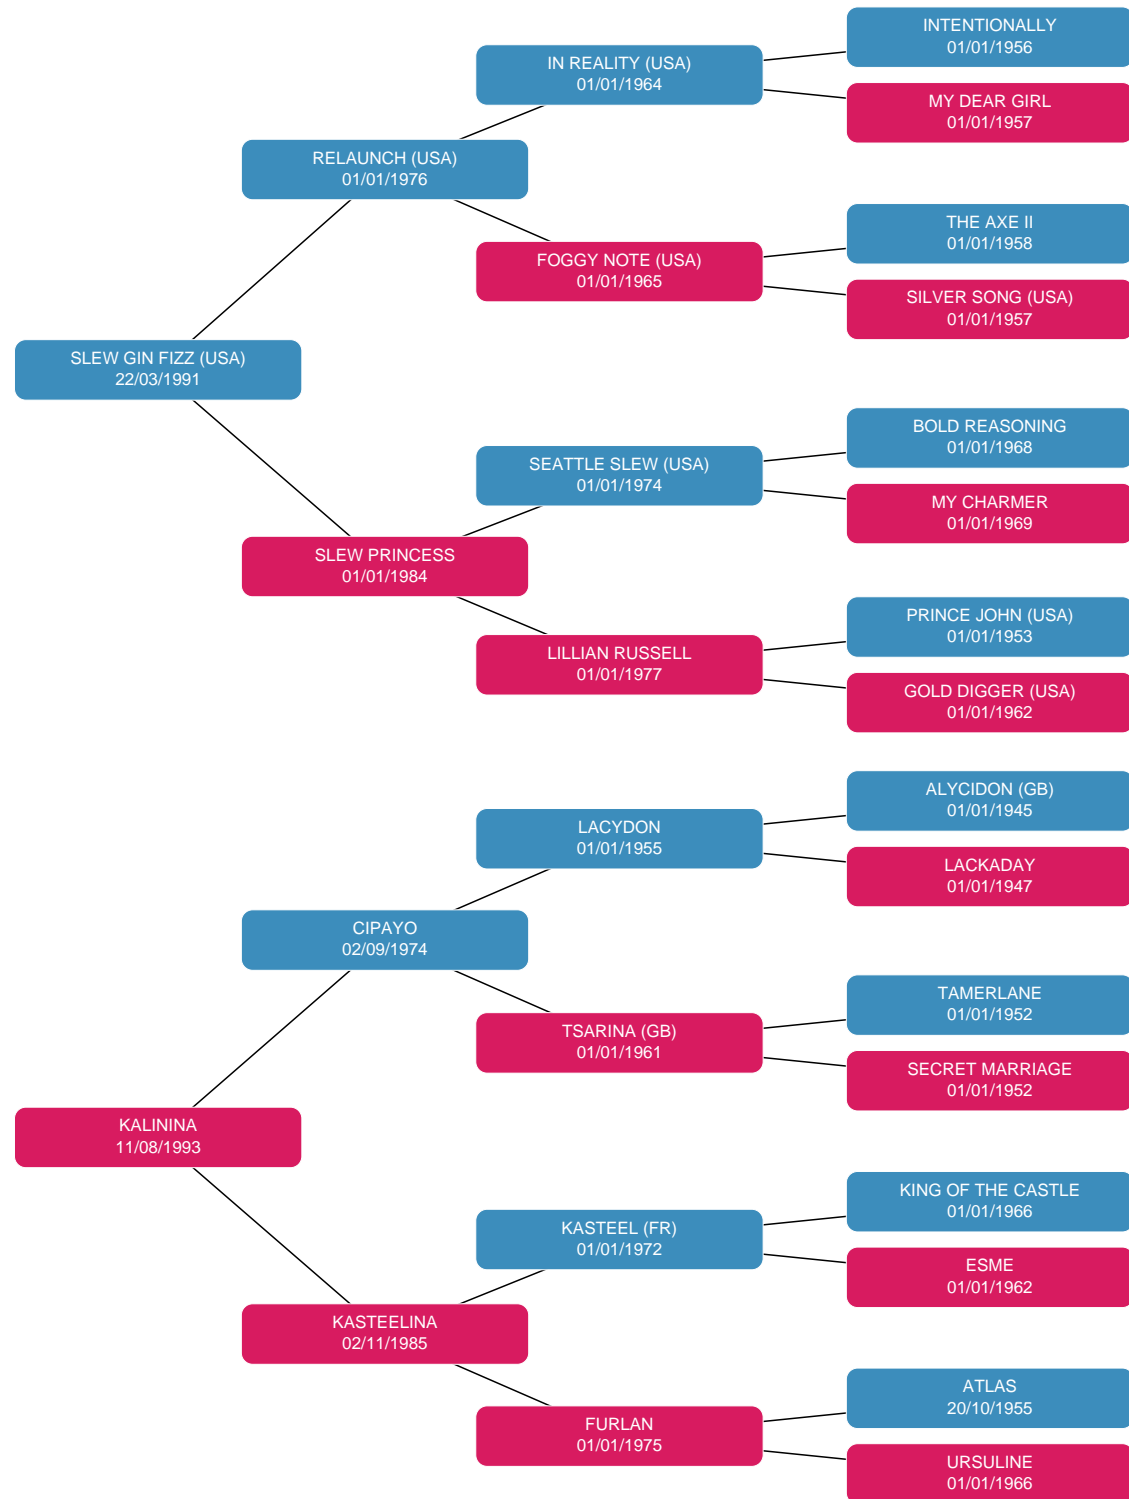 INTENTIONALLY
01/01/1956
IN REALITY (USA)
01/01/1964
MY DEAR GIRL
01/01/1957
RELAUNCH (USA)
01/01/1976
THE AXE II
01/01/1958
FOGGY NOTE (USA)
01/01/1965
SILVER SONG (USA)
01/01/1957
SLEW GIN FIZZ (USA)
22/03/1991
BOLD REASONING
01/01/1968
SEATTLE SLEW (USA)
01/01/1974
MY CHARMER
01/01/1969
SLEW PRINCESS
01/01/1984
PRINCE JOHN (USA)
01/01/1953
LILLIAN RUSSELL
01/01/1977
GOLD DIGGER (USA)
01/01/1962
ALYCIDON (GB)
01/01/1945
LACYDON
01/01/1955
LACKADAY
01/01/1947
CIPAYO
02/09/1974
TAMERLANE
01/01/1952
TSARINA (GB)
01/01/1961
SECRET MARRIAGE
01/01/1952
KALININA
11/08/1993
KING OF THE CASTLE
01/01/1966
KASTEEL (FR)
01/01/1972
ESME
01/01/1962
KASTEELINA
02/11/1985
ATLAS
20/10/1955
FURLAN
01/01/1975
URSULINE
01/01/1966